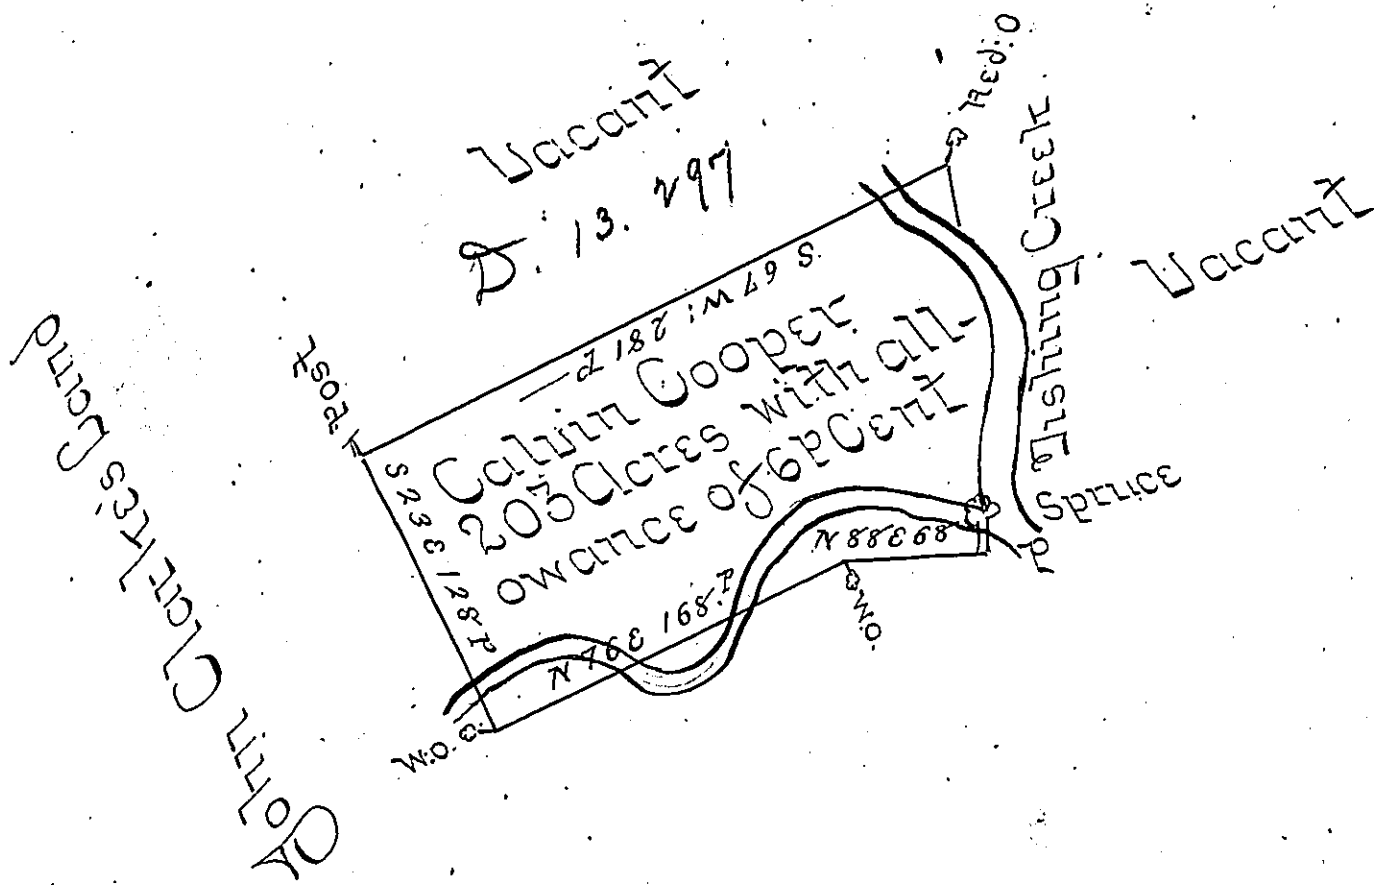 Vacant
D. 13. 297
Red: O
Fishing Creek
Vacant
Post
S 67 W: 281 P
Calvin Cooper
203 Acres with all-
owance of 6 p Cent
S 23 E 128 P
N 76 E 168. P
N 88 E 68
Spruce
W.O.
W.O.
John Clark's Land